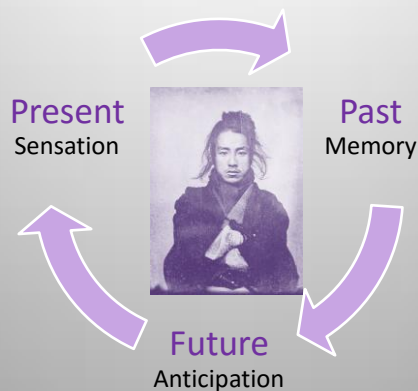 Present
Sensation
Past
Memory
Future
Anticipation